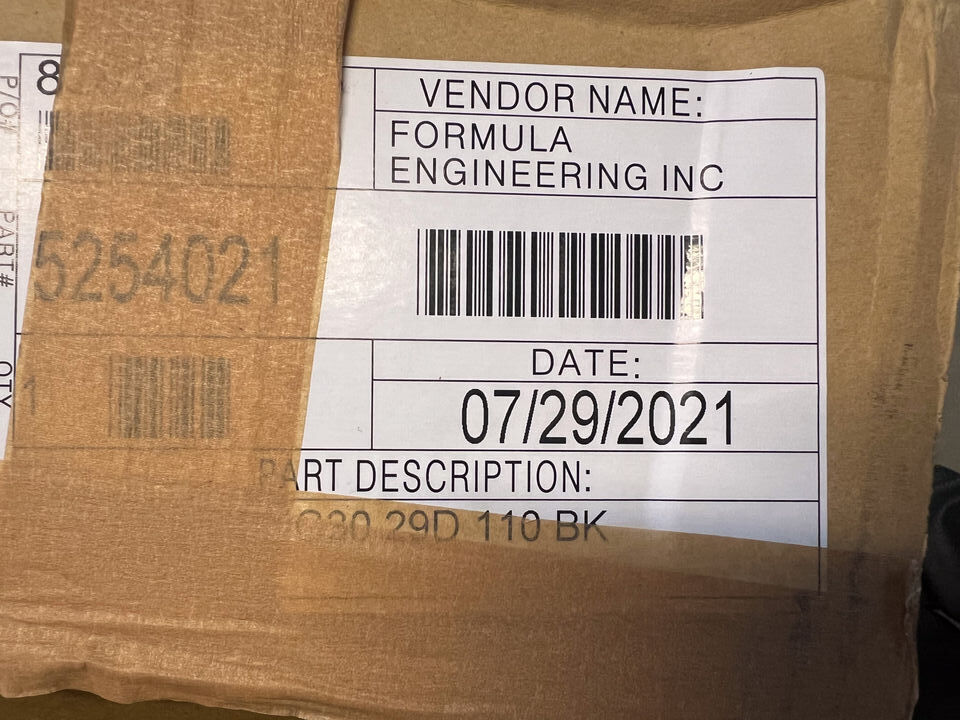 P/O#
8
VENDOR NAME:
FORMULA
ENGINEERING INC
PART#
5254021
QTY
1
DATE:
07/29/2021
PART DESCRIPTION:
29D 110 BK